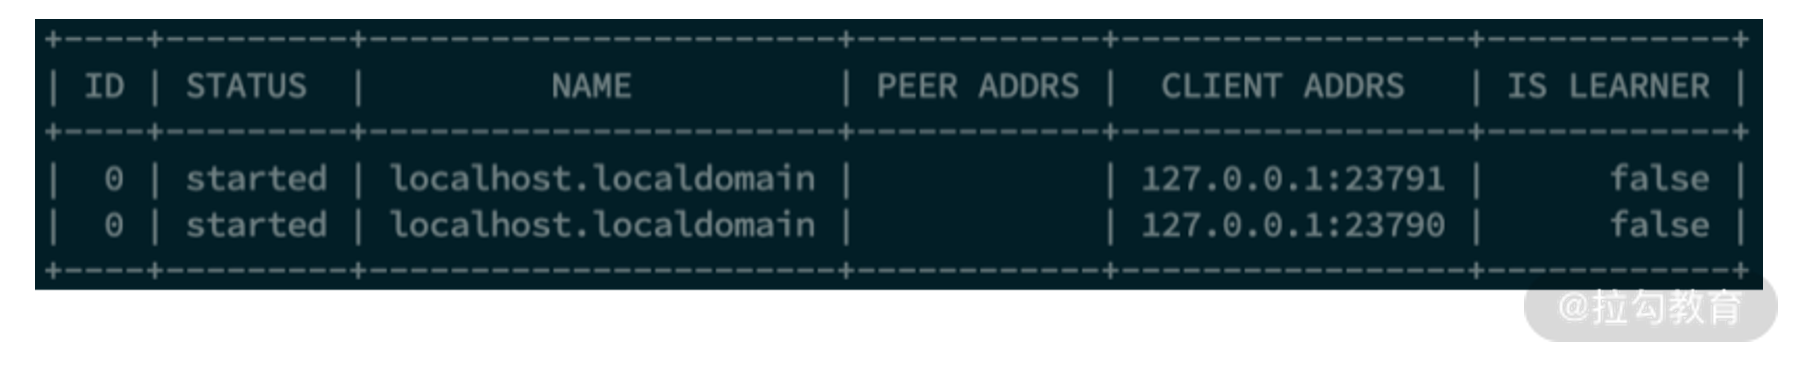 +----+---------+-----------------------+------------+-----------------+------------+
| ID | STATUS  |         NAME          | PEER ADDRS |  CLIENT ADDRS   | IS LEARNER |
+----+---------+-----------------------+------------+-----------------+------------+
|  0 | started | localhost.localdomain |            | 127.0.0.1:23791 |      false |
|  0 | started | localhost.localdomain |            | 127.0.0.1:23790 |      false |
+----+---------+-----------------------+------------+-----------------+------------+
@拉勾教育